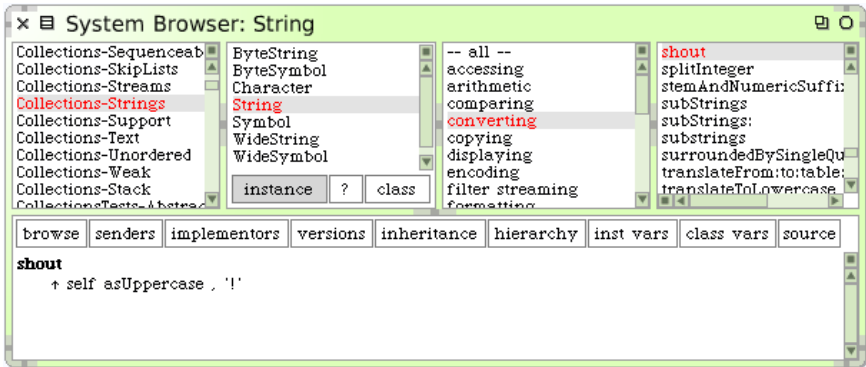 System Browser: String
Collections-Sequenceab
Collections-SkipLists
Collections-Streams
Collections-Strings
Collections-Support
Collections-Text
Collections-Unordered
Collections-Weak
Collections-Stack
CollectionsTests-Abstrac
ByteString
ByteSymbol
Character
String
Symbol
WideString
WideSymbol
instance ? class
-- all --
accessing
arithmetic
comparing
converting
copying
displaying
encoding
filter streaming
formatting
shout
splitInteger
stemAndNumericSuffix
subStrings
subStrings:
substrings
surroundedBySingleQu
translateFrom:to:table:
translateToLowercase
browse senders implementors versions inheritance hierarchy inst vars class vars source
shout
↑ self asUppercase , '!'